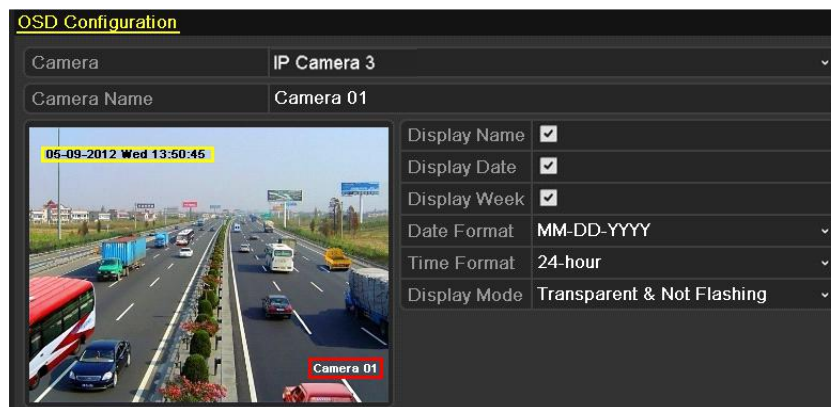 OSD Configuration
Camera IP Camera 3
Camera Name Camera 01
05-09-2012 Wed 13:50:45
Camera 01
Display Name
Display Date
Display Week
Date Format MM-DD-YYYY
Time Format 24-hour
Display Mode Transparent & Not Flashing